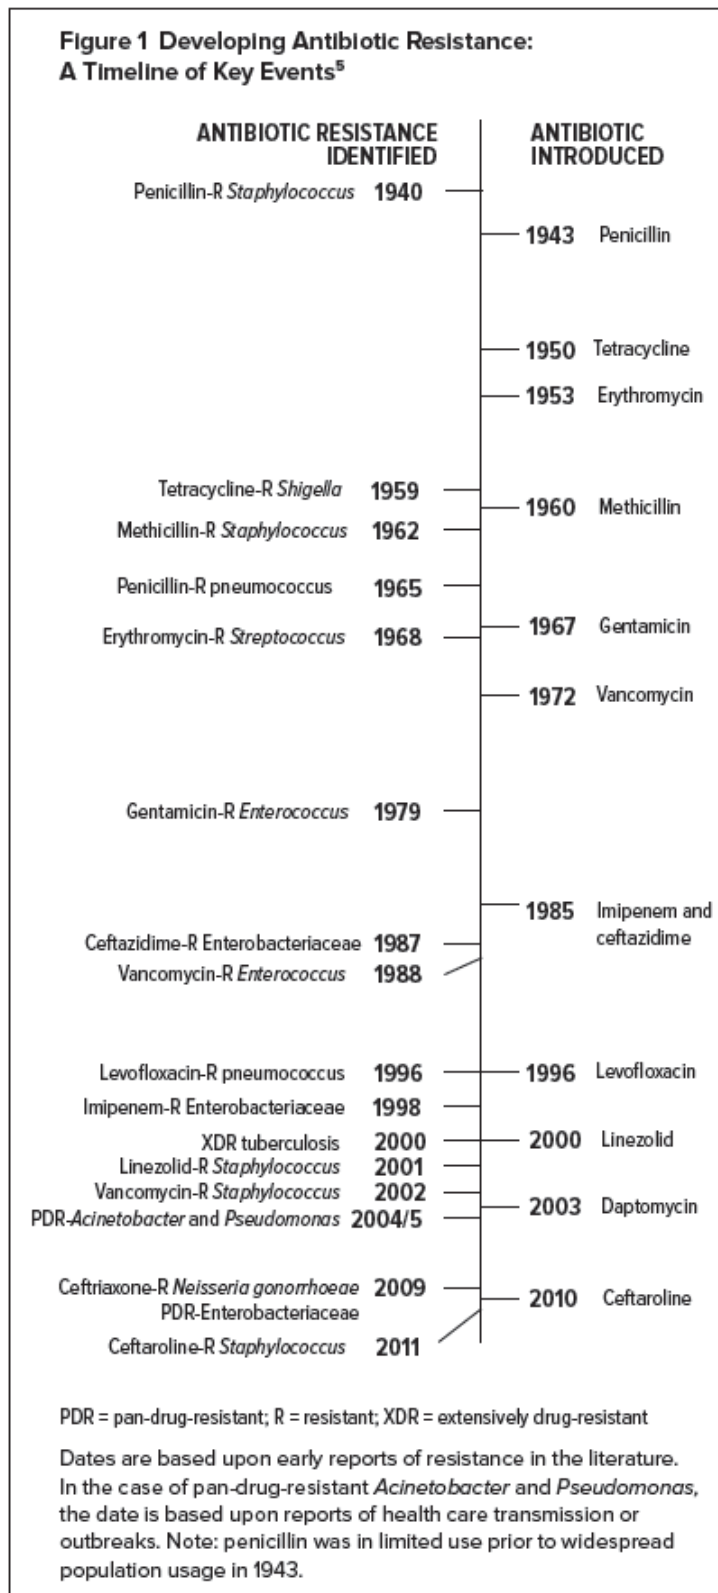 Figure 1 Developing Antibiotic Resistance:
A Timeline of Key Events5
ANTIBIOTIC RESISTANCE
IDENTIFIED
ANTIBIOTIC
INTRODUCED
Penicillin-R Staphylococcus 1940
1943 Penicillin
1950 Tetracycline
1953 Erythromycin
Tetracycline-R Shigella 1959
1960 Methicillin
Methicillin-R Staphylococcus 1962
Penicillin-R pneumococcus 1965
1967 Gentamicin
Erythromycin-R Streptococcus 1968
1972 Vancomycin
Gentamicin-R Enterococcus 1979
1985 Imipenem and
ceftazidime
Ceftazidime-R Enterobacteriaceae 1987
Vancomycin-R Enterococcus 1988
Levofloxacin-R pneumococcus 1996
1996 Levofloxacin
Imipenem-R Enterobacteriaceae 1998
XDR tuberculosis 2000
2000 Linezolid
Linezolid-R Staphylococcus 2001
Vancomycin-R Staphylococcus 2002
2003 Daptomycin
PDR-Acinetobacter and Pseudomonas 2004/5
Ceftriaxone-R Neisseria gonorrhoeae 2009
PDR-Enterobacteriaceae
2010 Ceftaroline
Ceftaroline-R Staphylococcus 2011
PDR = pan-drug-resistant; R = resistant; XDR = extensively drug-resistant
Dates are based upon early reports of resistance in the literature.
In the case of pan-drug-resistant Acinetobacter and Pseudomonas,
the date is based upon reports of health care transmission or
outbreaks. Note: penicillin was in limited use prior to widespread
population usage in 1943.